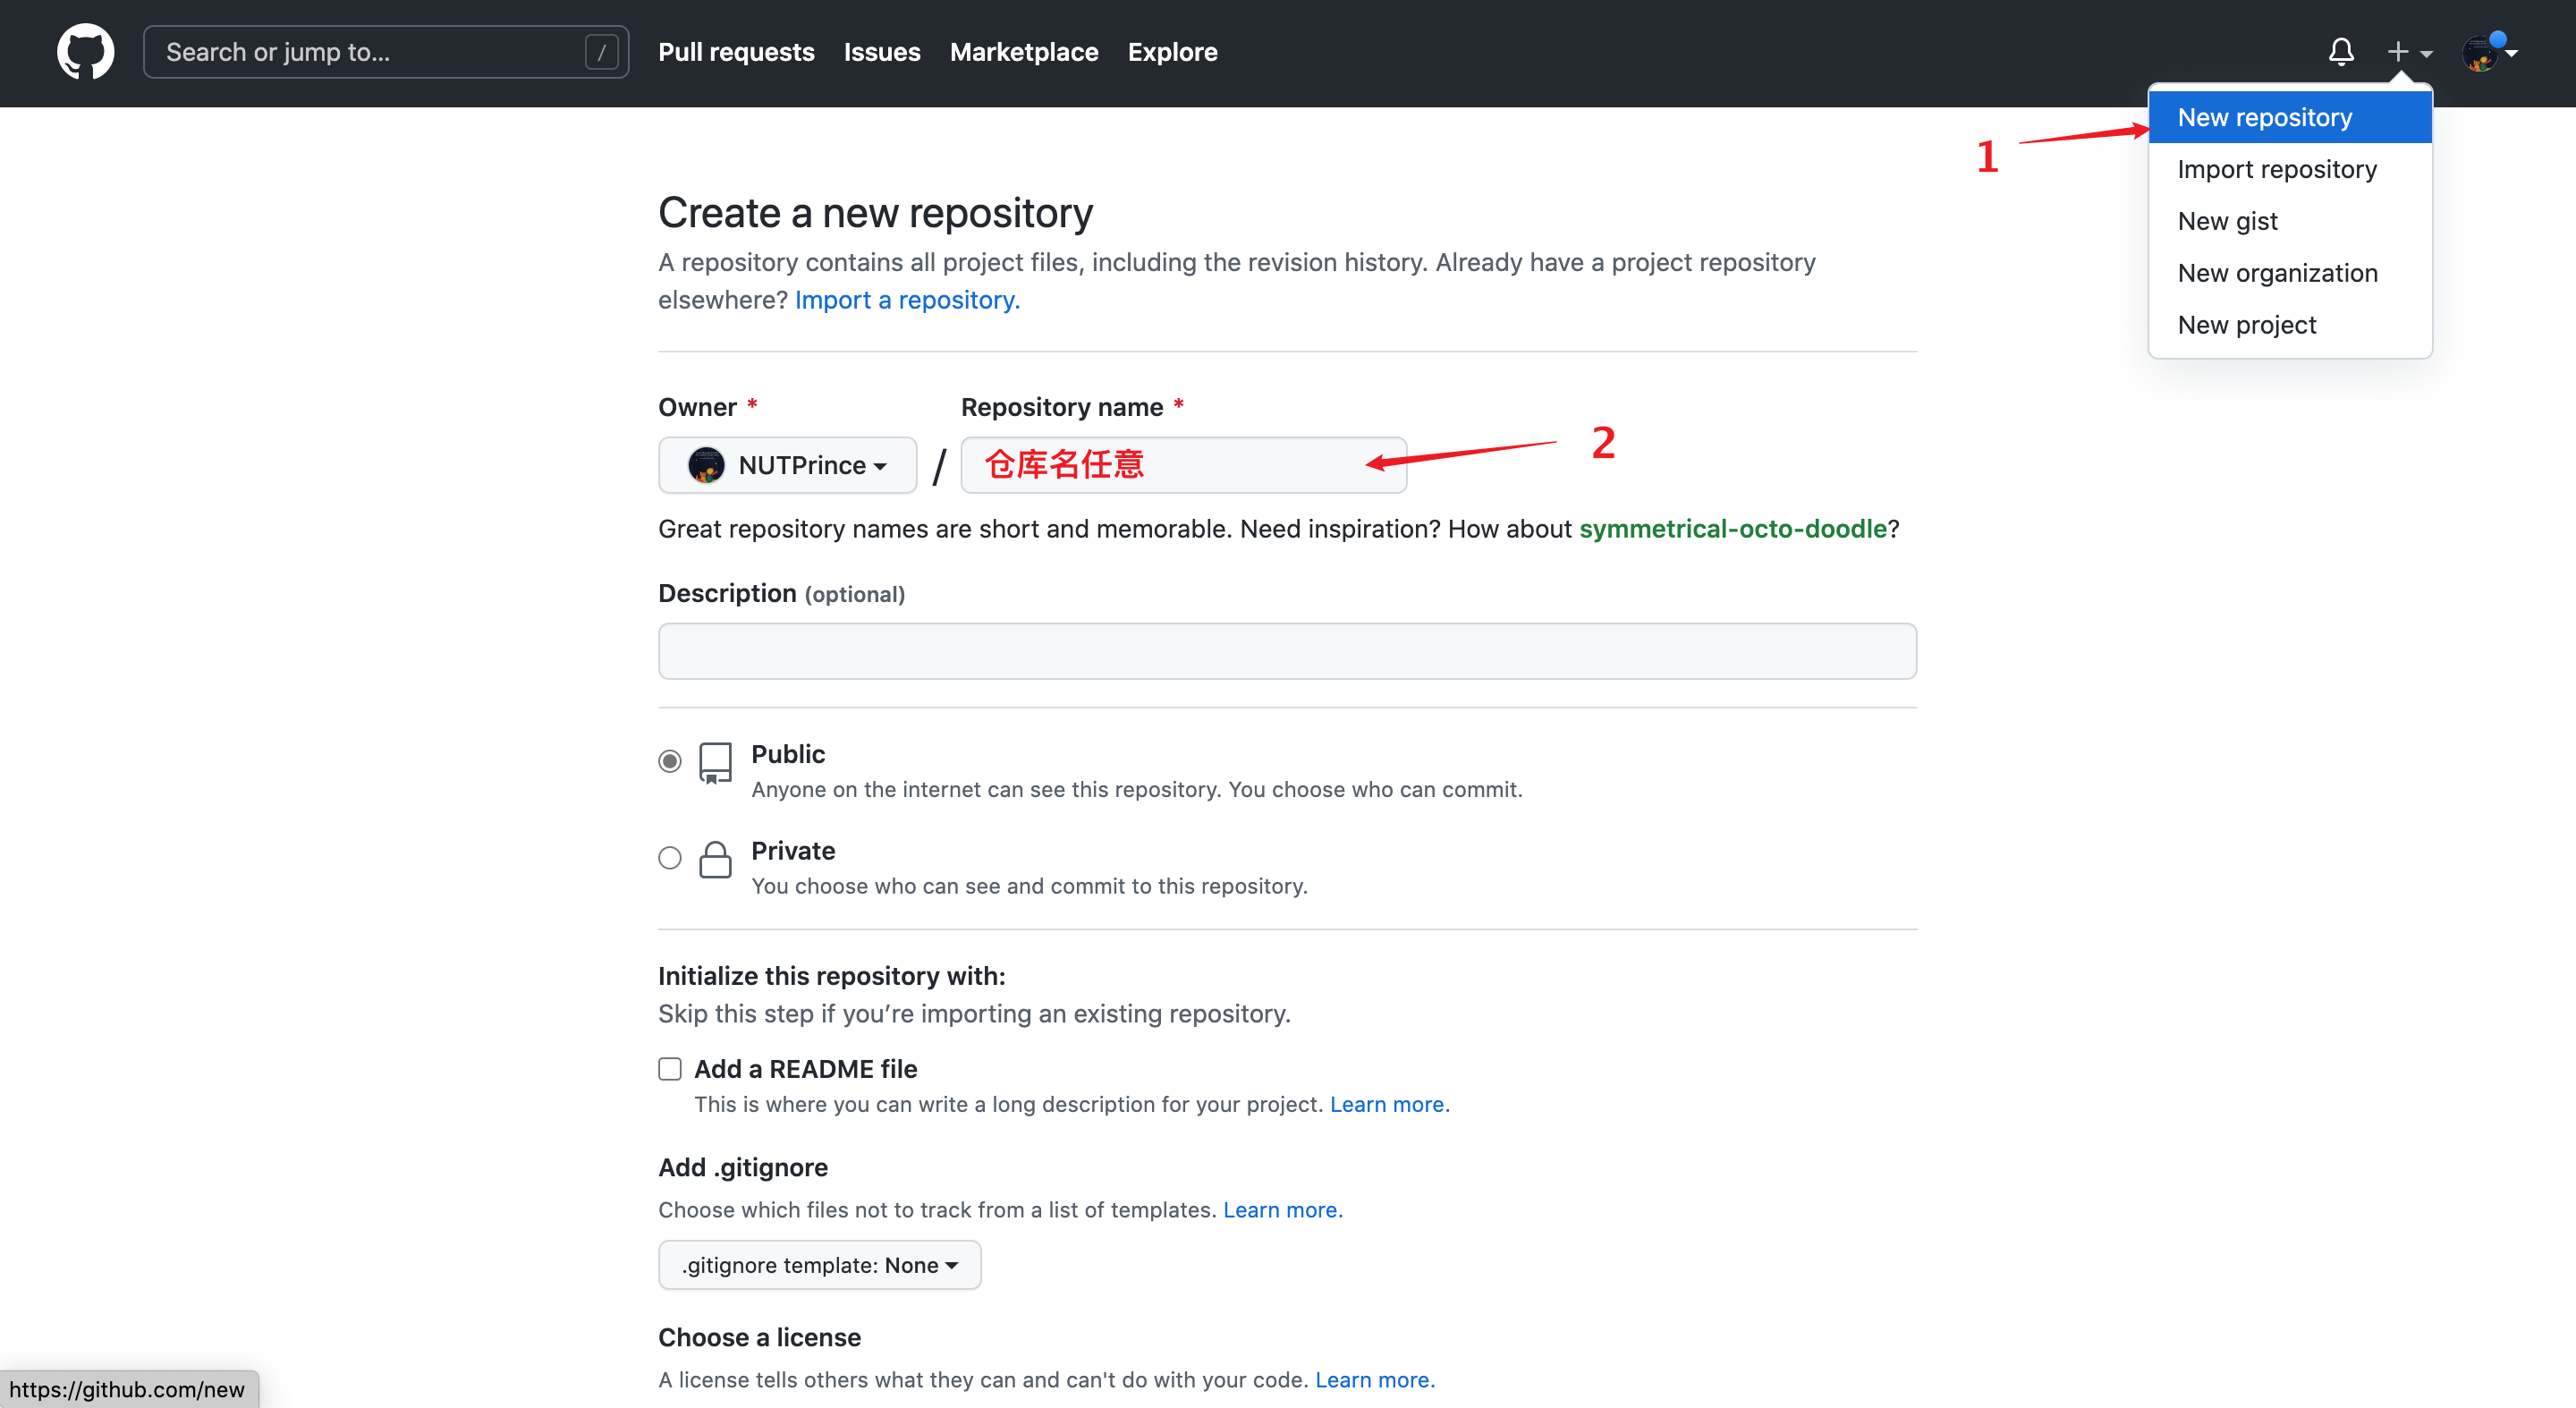 Search or jump to... /
Pull requests Issues Marketplace Explore
New repository
Import repository
New gist
New organization
New project
1
Create a new repository
A repository contains all project files, including the revision history. Already have a project repository
elsewhere? Import a repository.
Owner * Repository name *
NUTPrince / 仓库名任意
2
Great repository names are short and memorable. Need inspiration? How about symmetrical-octo-doodle?
Description (optional)
Public
Anyone on the internet can see this repository. You choose who can commit.
Private
You choose who can see and commit to this repository.
Initialize this repository with:
Skip this step if you’re importing an existing repository.
Add a README file
This is where you can write a long description for your project. Learn more.
Add .gitignore
Choose which files not to track from a list of templates. Learn more.
.gitignore template: None
Choose a license
A license tells others what they can and can't do with your code. Learn more.
https://github.com/new